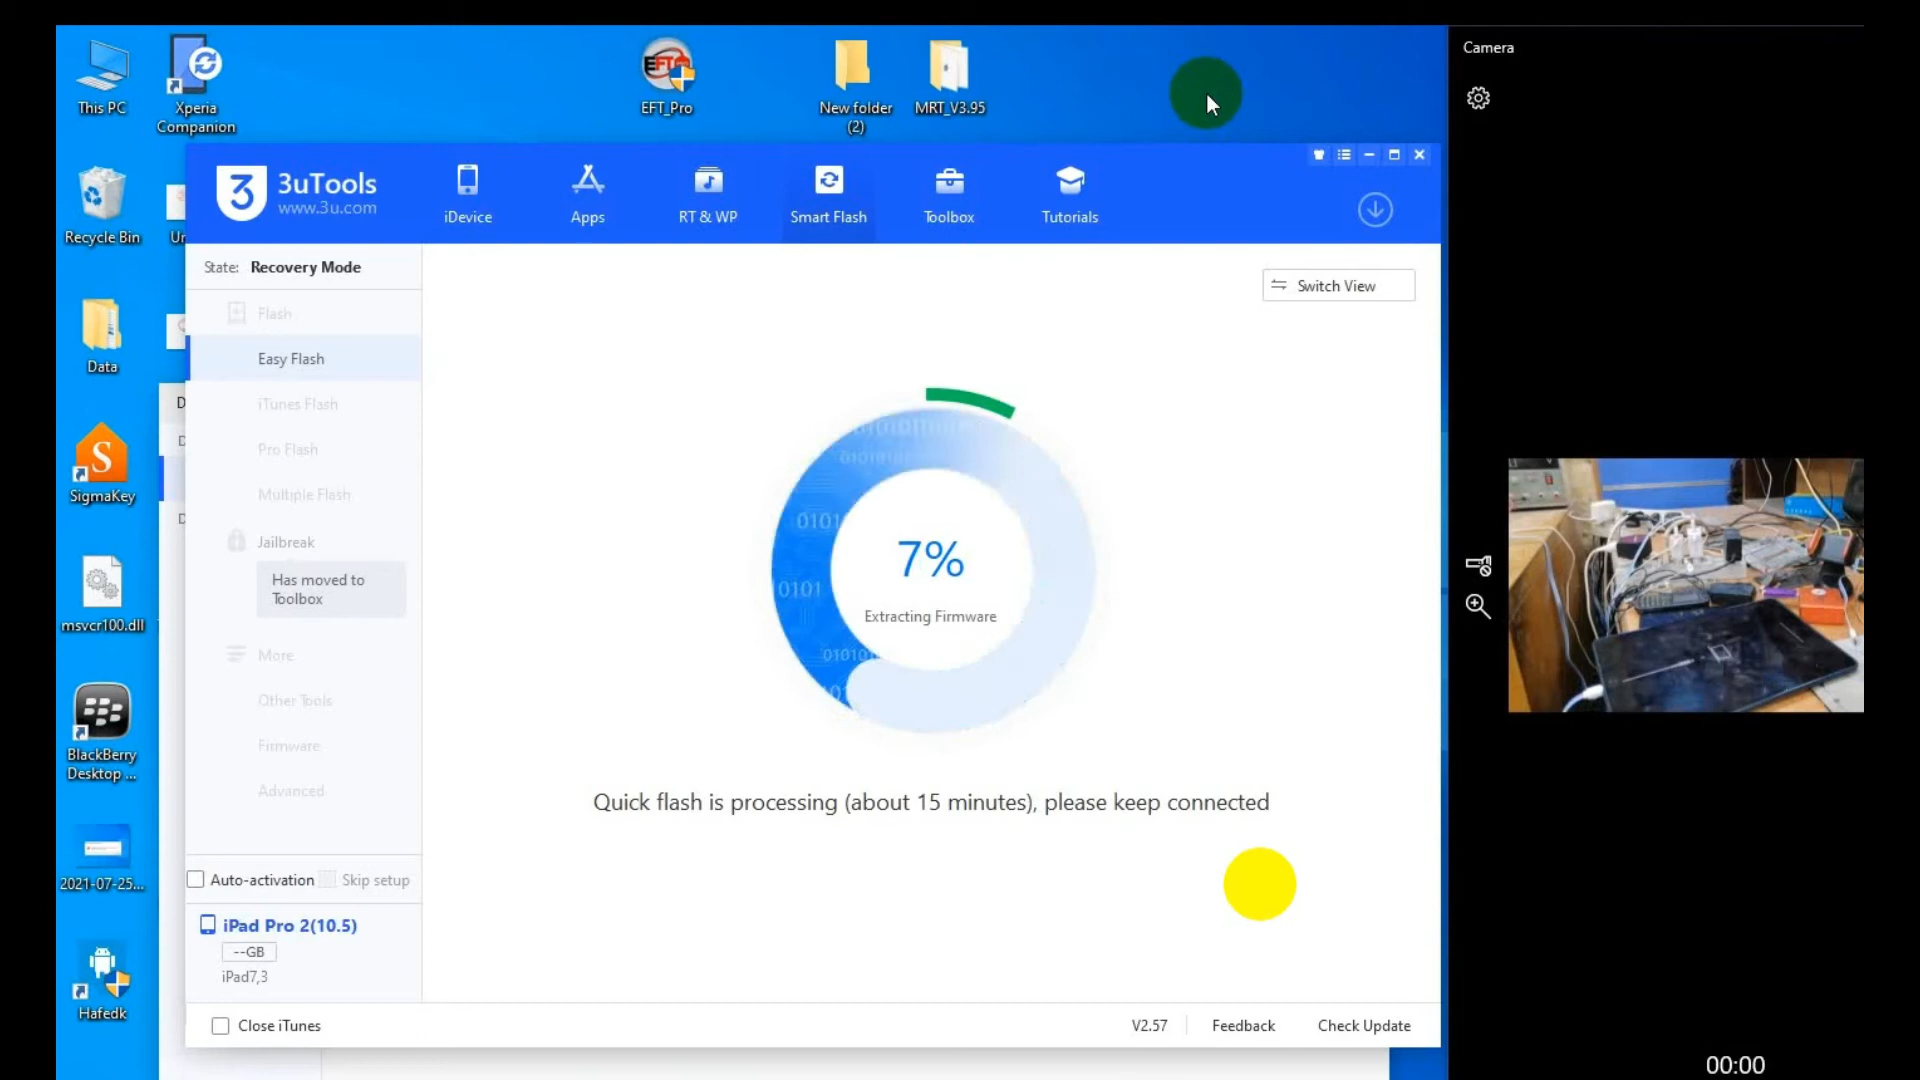 Camera
This PC
Xperia
Companion
EFT
EFT_Pro
New folder
(2)
MRT_V3.95
3
3uTools
www.3u.com
iDevice
Apps
RT & WP
Smart Flash
Toolbox
Tutorials
Recycle Bin
State: Recovery Mode
Switch View
Flash
Easy Flash
iTunes Flash
Pro Flash
Multiple Flash
Jailbreak
Has moved to
Toolbox
More
Other Tools
Firmware
Advanced
Data
S
SigmaKey
msvcr100.dll
BlackBerry
Desktop ...
2021-07-25...
Hafedk
7%
Extracting Firmware
Quick flash is processing (about 15 minutes), please keep connected
Auto-activation
Skip setup
iPad Pro 2(10.5)
--GB
iPad7,3
Close iTunes
V2.57
Feedback
Check Update
00:00